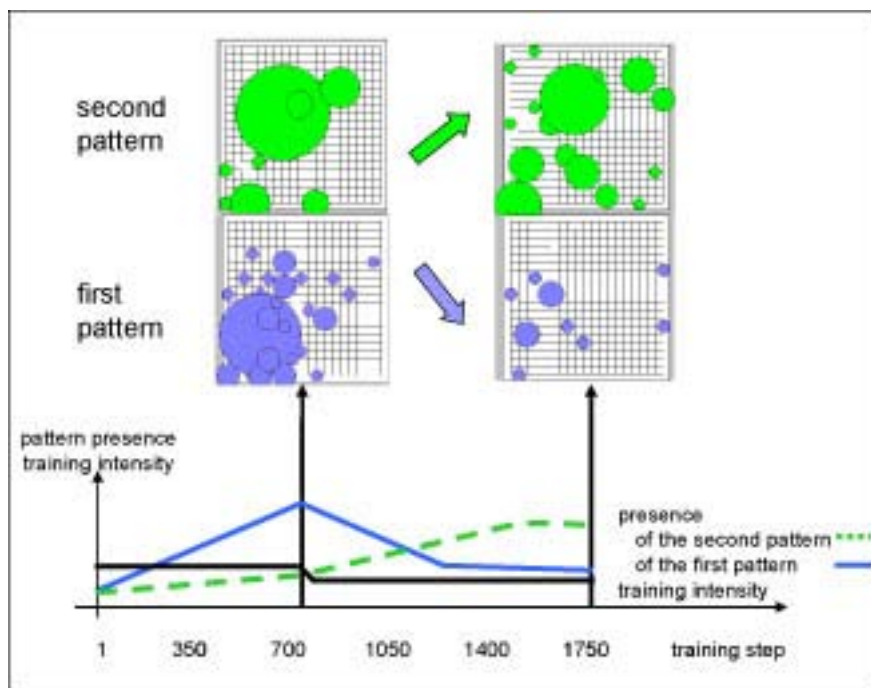 second
pattern
first
pattern
pattern presence
training intensity
presence
of the second pattern
of the first pattern
training intensity
1 350 700 1050 1400 1750 training step